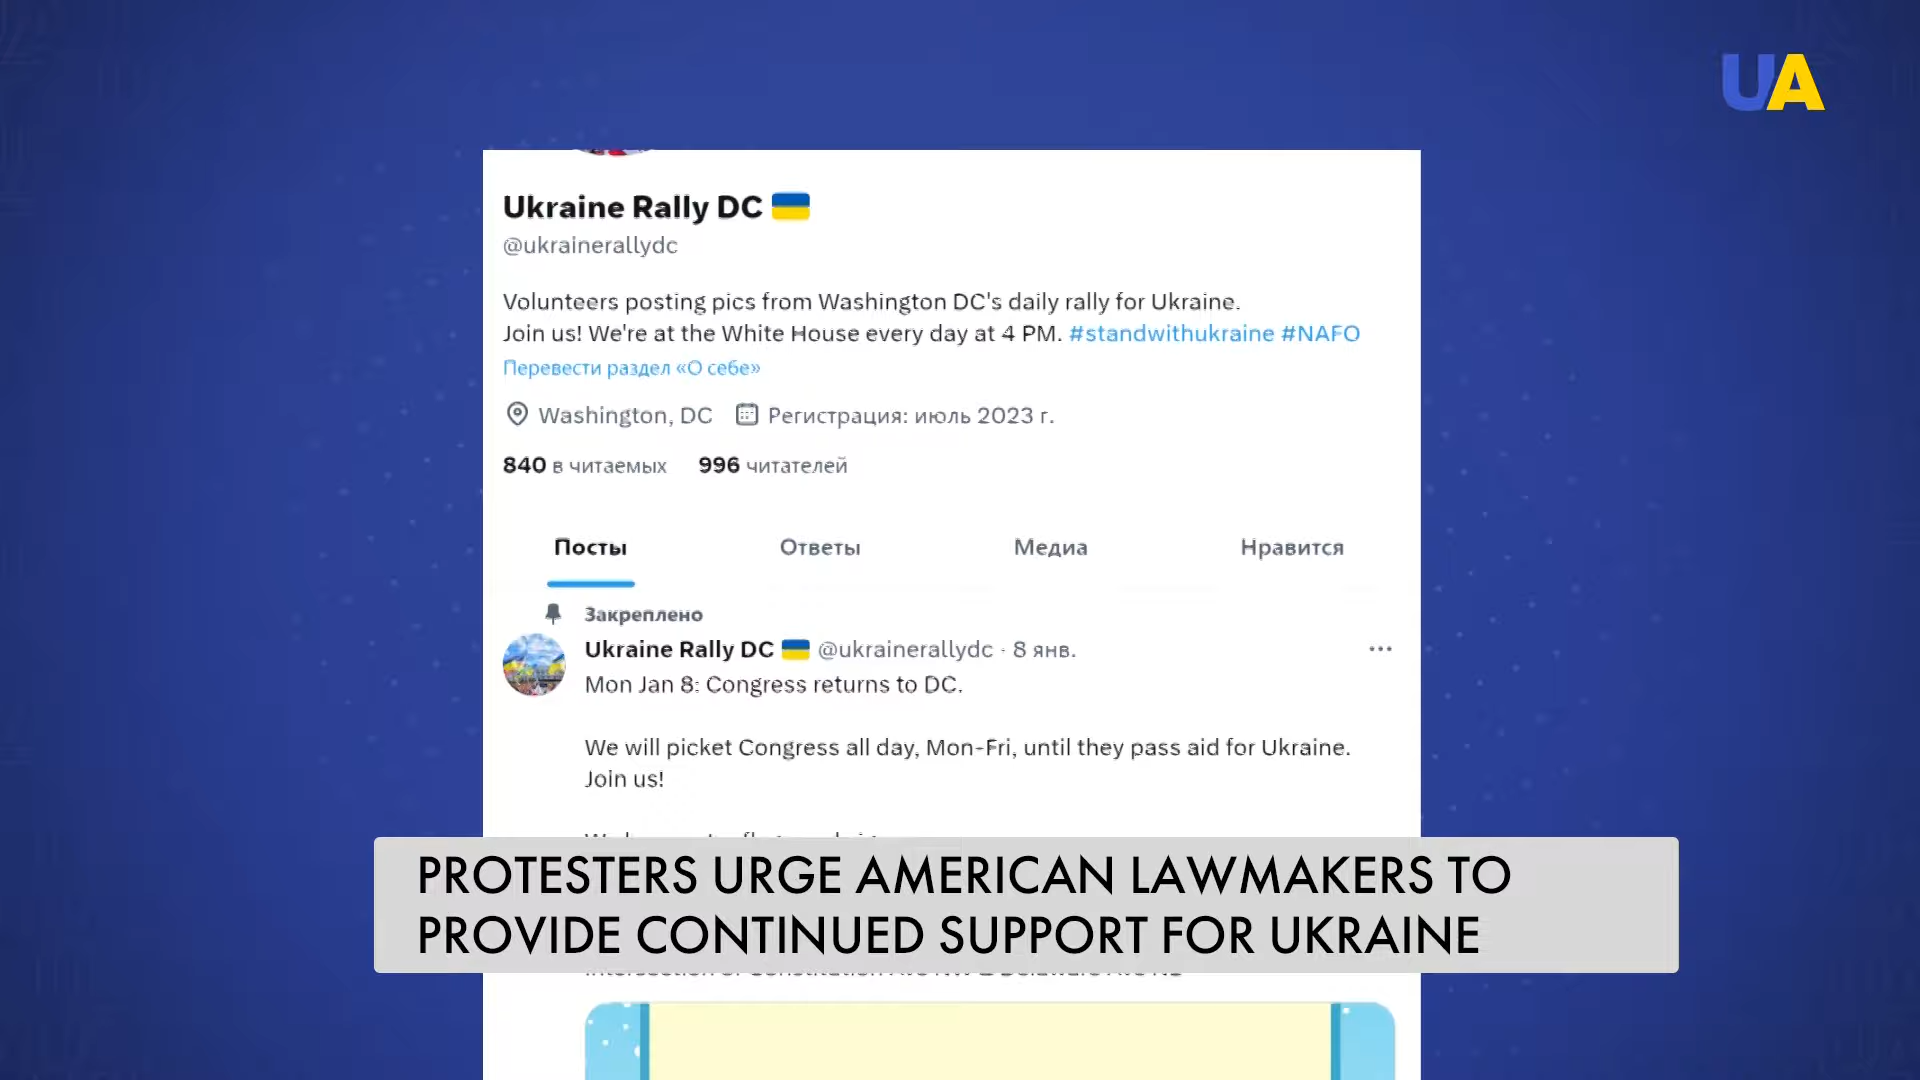 UA
Ukraine Rally DC
@ukrainerallydc
Volunteers posting pics from Washington DC's daily rally for Ukraine.
Join us! We're at the White House every day at 4 PM. #standwithukraine #NAFO
Перевести раздел «О себе»
Washington, DC Регистрация: июль 2023 г.
840 в читаемых 996 читателей
Посты Ответы Медиа Нравится
Закреплено
Ukraine Rally DC @ukrainerallydc · 8 янв.
Mon Jan 8: Congress returns to DC.
We will picket Congress all day, Mon-Fri, until they pass aid for Ukraine.
Join us!
PROTESTERS URGE AMERICAN LAWMAKERS TO
PROVIDE CONTINUED SUPPORT FOR UKRAINE